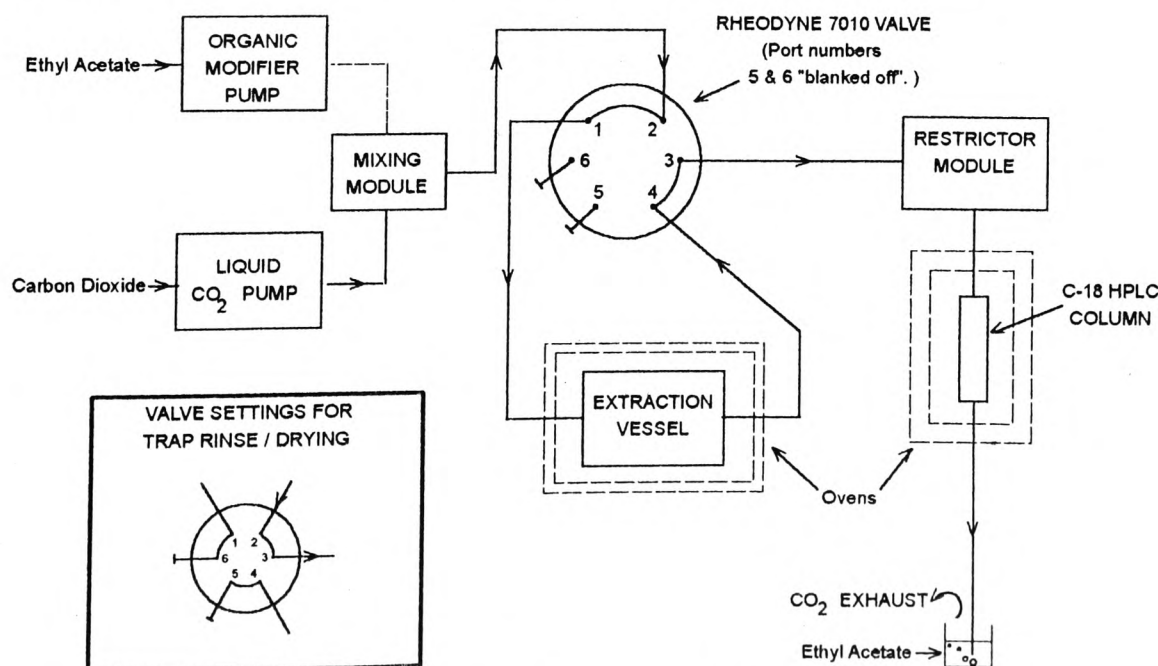 RHEODYNE 7010 VALVE
(Port numbers
5 & 6 "blanked off". )
Ethyl Acetate
ORGANIC
MODIFIER
PUMP
MIXING
MODULE
1
2
6
3
5
4
RESTRICTOR
MODULE
Carbon Dioxide
LIQUID
CO2 PUMP
C-18 HPLC
COLUMN
EXTRACTION
VESSEL
Ovens
VALVE SETTINGS FOR
TRAP RINSE / DRYING
1 2
6 3
5 4
CO2 EXHAUST
Ethyl Acetate